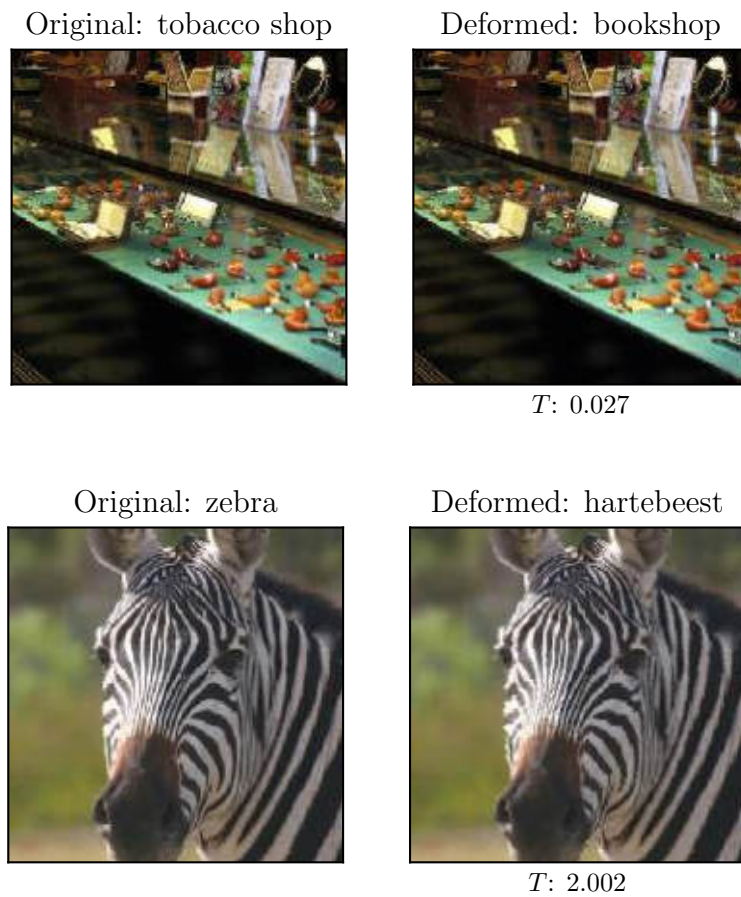 Original: tobacco shop
Deformed: bookshop
T: 0.027
Original: zebra
Deformed: hartebeest
T: 2.002